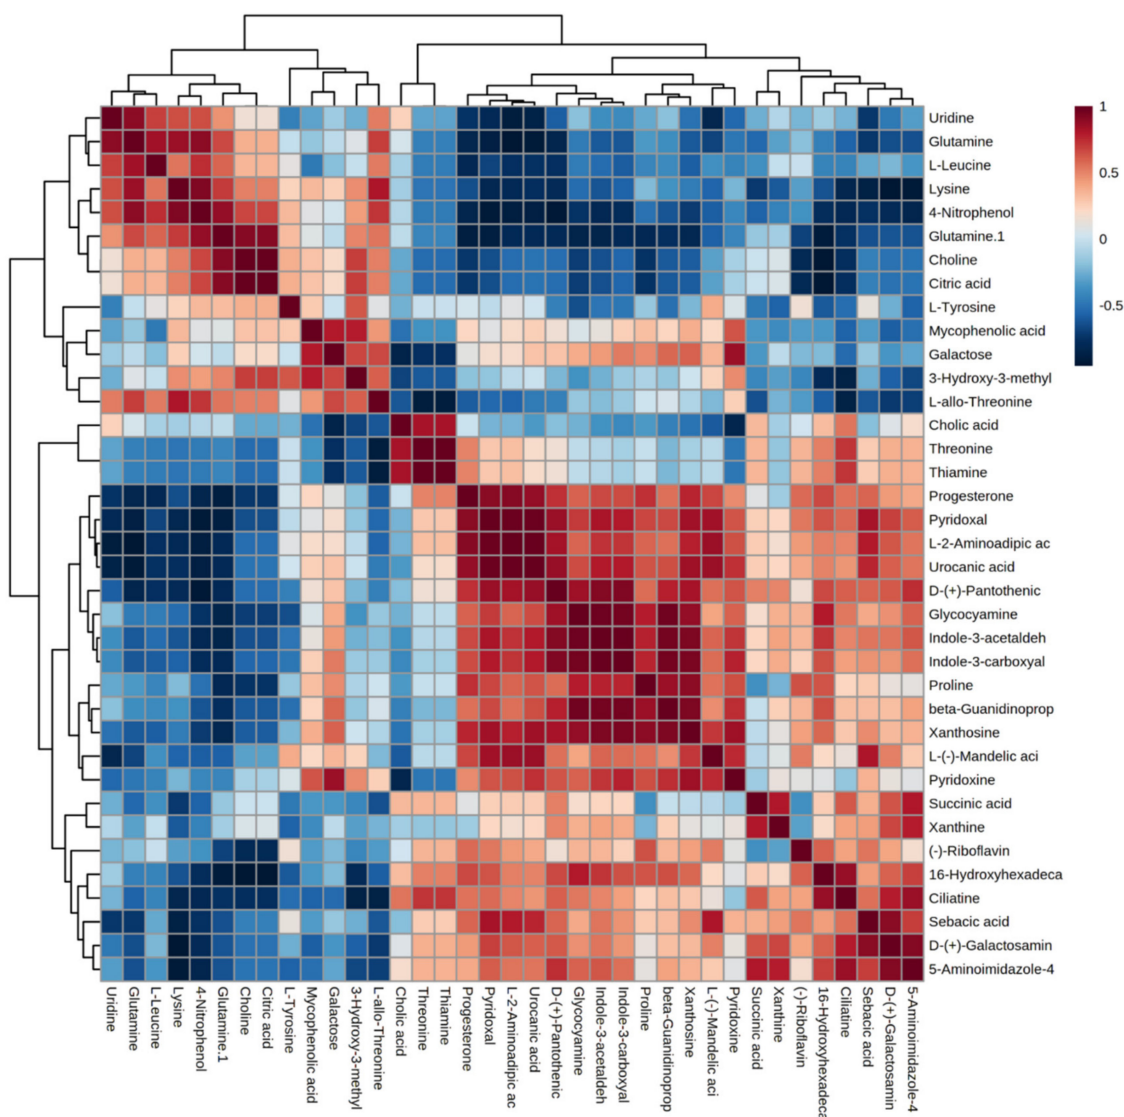 Uridine
Glutamine
L-Leucine
Lysine
4-Nitrophenol
Glutamine.1
Choline
Citric acid
L-Tyrosine
Mycophenolic acid
Galactose
3-Hydroxy-3-methyl
L-allo-Threonine
Cholic acid
Threonine
Thiamine
Progesterone
Pyridoxal
L-2-Aminoadipic ac
Urocanic acid
D-(+)-Pantothenic
Glycocyamine
Indole-3-acetaldeh
Indole-3-carboxyal
Proline
beta-Guanidinoprop
Xanthosine
L-(-)-Mandelic aci
Pyridoxine
Succinic acid
Xanthine
(-)-Riboflavin
16-Hydroxyhexadeca
Ciliatine
Sebacic acid
D-(+)-Galactosamin
5-Aminoimidazole-4
1
0.5
0
-0.5
Uridine
Glutamine
L-Leucine
Lysine
4-Nitrophenol
Glutamine.1
Choline
Citric acid
L-Tyrosine
Mycophenolic acid
Galactose
3-Hydroxy-3-methyl
L-allo-Threonine
Cholic acid
Threonine
Thiamine
Progesterone
Pyridoxal
L-2-Aminoadipic ac
Urocanic acid
D-(+)-Pantothenic
Glycocyamine
Indole-3-acetaldeh
Indole-3-carboxyal
Proline
beta-Guanidinoprop
Xanthosine
L-(-)-Mandelic aci
Pyridoxine
Succinic acid
Xanthine
(-)-Riboflavin
16-Hydroxyhexadeca
Ciliatine
Sebacic acid
D-(+)-Galactosamin
5-Aminoimidazole-4